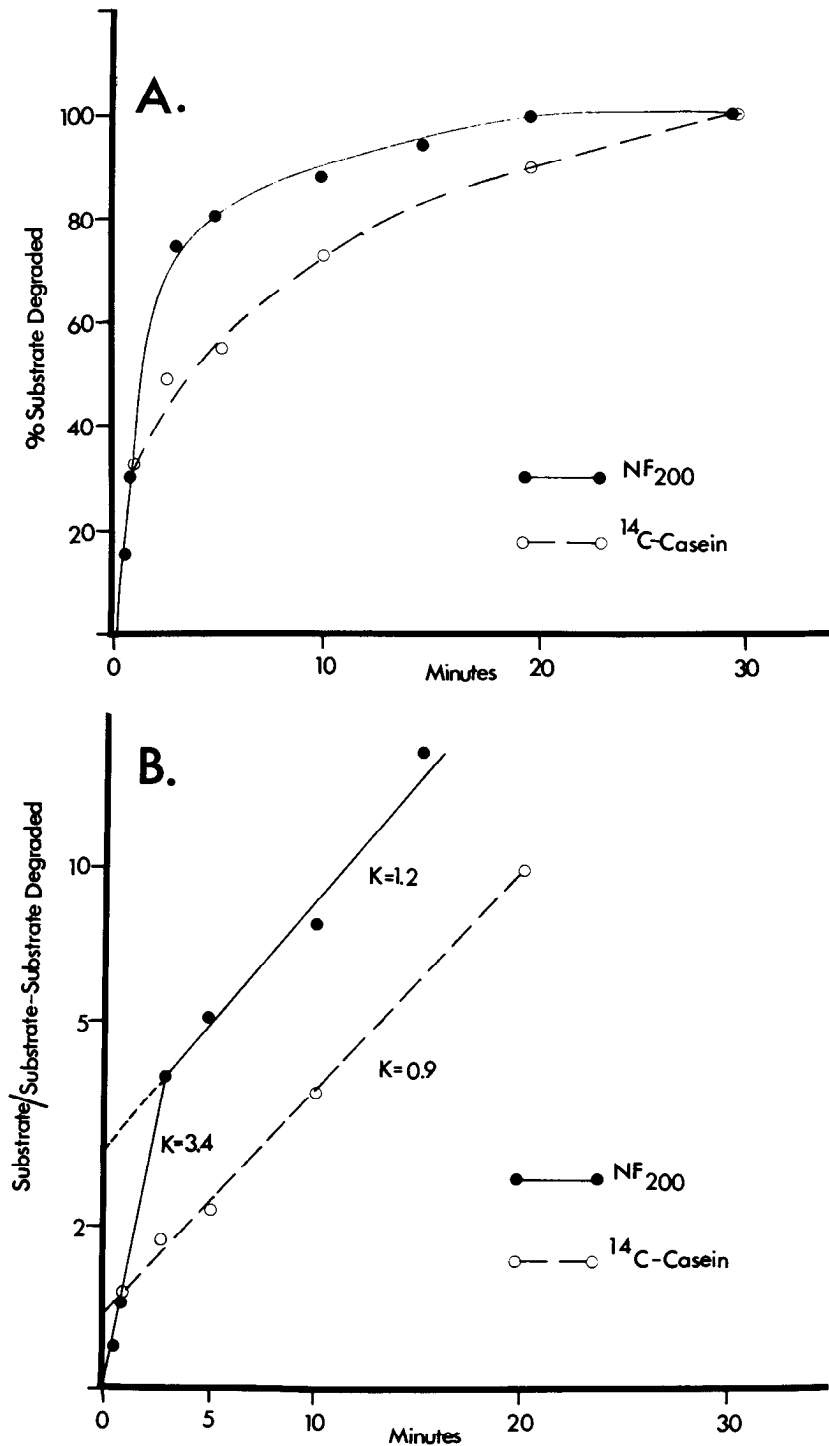 A.
100
80
60
40
20
% Substrate Degraded
NF200
14C-Casein
0 10 20 30
Minutes
B.
10
5
2
Substrate/Substrate-Substrate Degraded
K=1.2
K=0.9
K=3.4
NF200
14C-Casein
0 5 10 20 30
Minutes